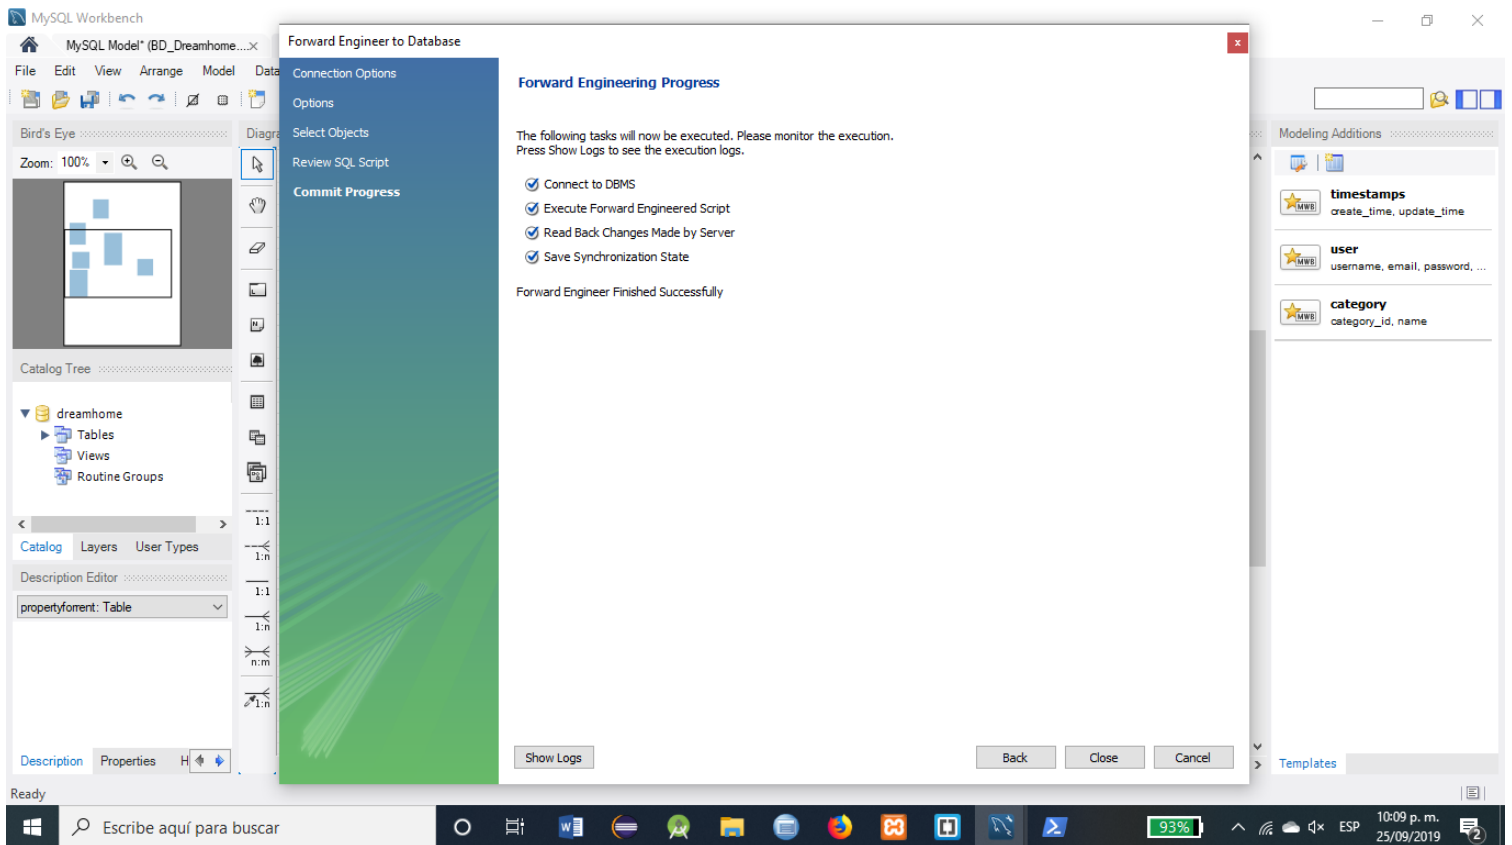 MySQL Workbench
MySQL Model* (BD_Dreamhome....×
File Edit View Arrange Model Data
Bird's Eye
Zoom: 100%
Catalog Tree
dreamhome
Tables
Views
Routine Groups
Catalog Layers User Types
Description Editor
propertyforrent: Table
Description Properties H
Ready
Diagra
1:1
1:n
1:1
1:n
n:m
1:n
Forward Engineer to Database
x
Connection Options
Options
Select Objects
Review SQL Script
Commit Progress
Forward Engineering Progress
The following tasks will now be executed. Please monitor the execution.
Press Show Logs to see the execution logs.
Connect to DBMS
Execute Forward Engineered Script
Read Back Changes Made by Server
Save Synchronization State
Forward Engineer Finished Successfully
Show Logs Back Close Cancel
Modeling Additions
MWB
timestamps
create_time, update_time
MWB
user
username, email, password, ...
MWB
category
category_id, name
Templates
Escribe aquí para buscar
93%
ESP
10:09 p. m.
25/09/2019
2